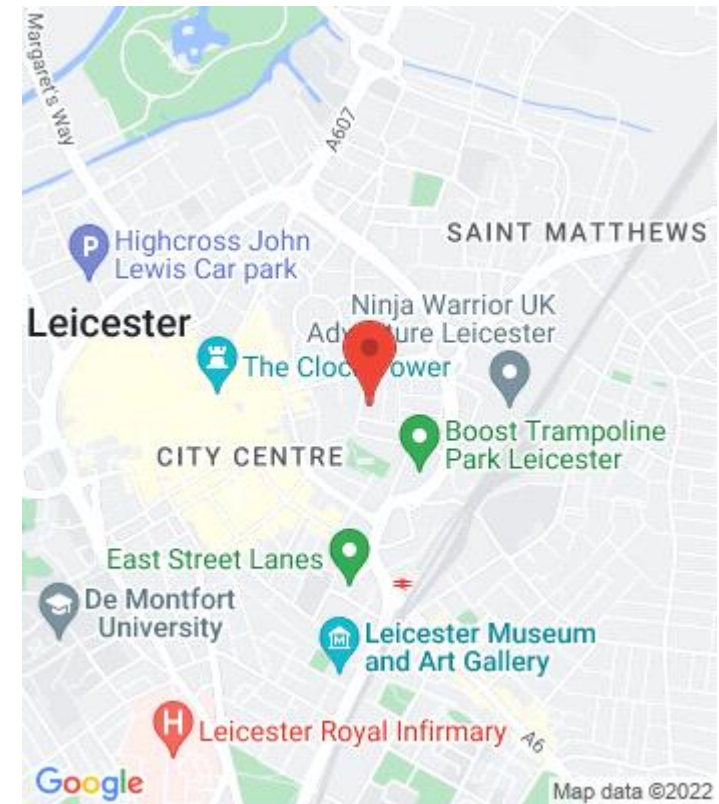 Margaret's Way
A607
SAINT MATTHEWS
P
Highcross John
Lewis Car park
Leicester
Ninja Warrior UK
Adventure Leicester
The Clock Tower
Boost Trampoline
Park Leicester
CITY CENTRE
East Street Lanes
De Montfort
University
M
Leicester Museum
and Art Gallery
H
Leicester Royal Infirmary
A6
Google
Map data ©2022